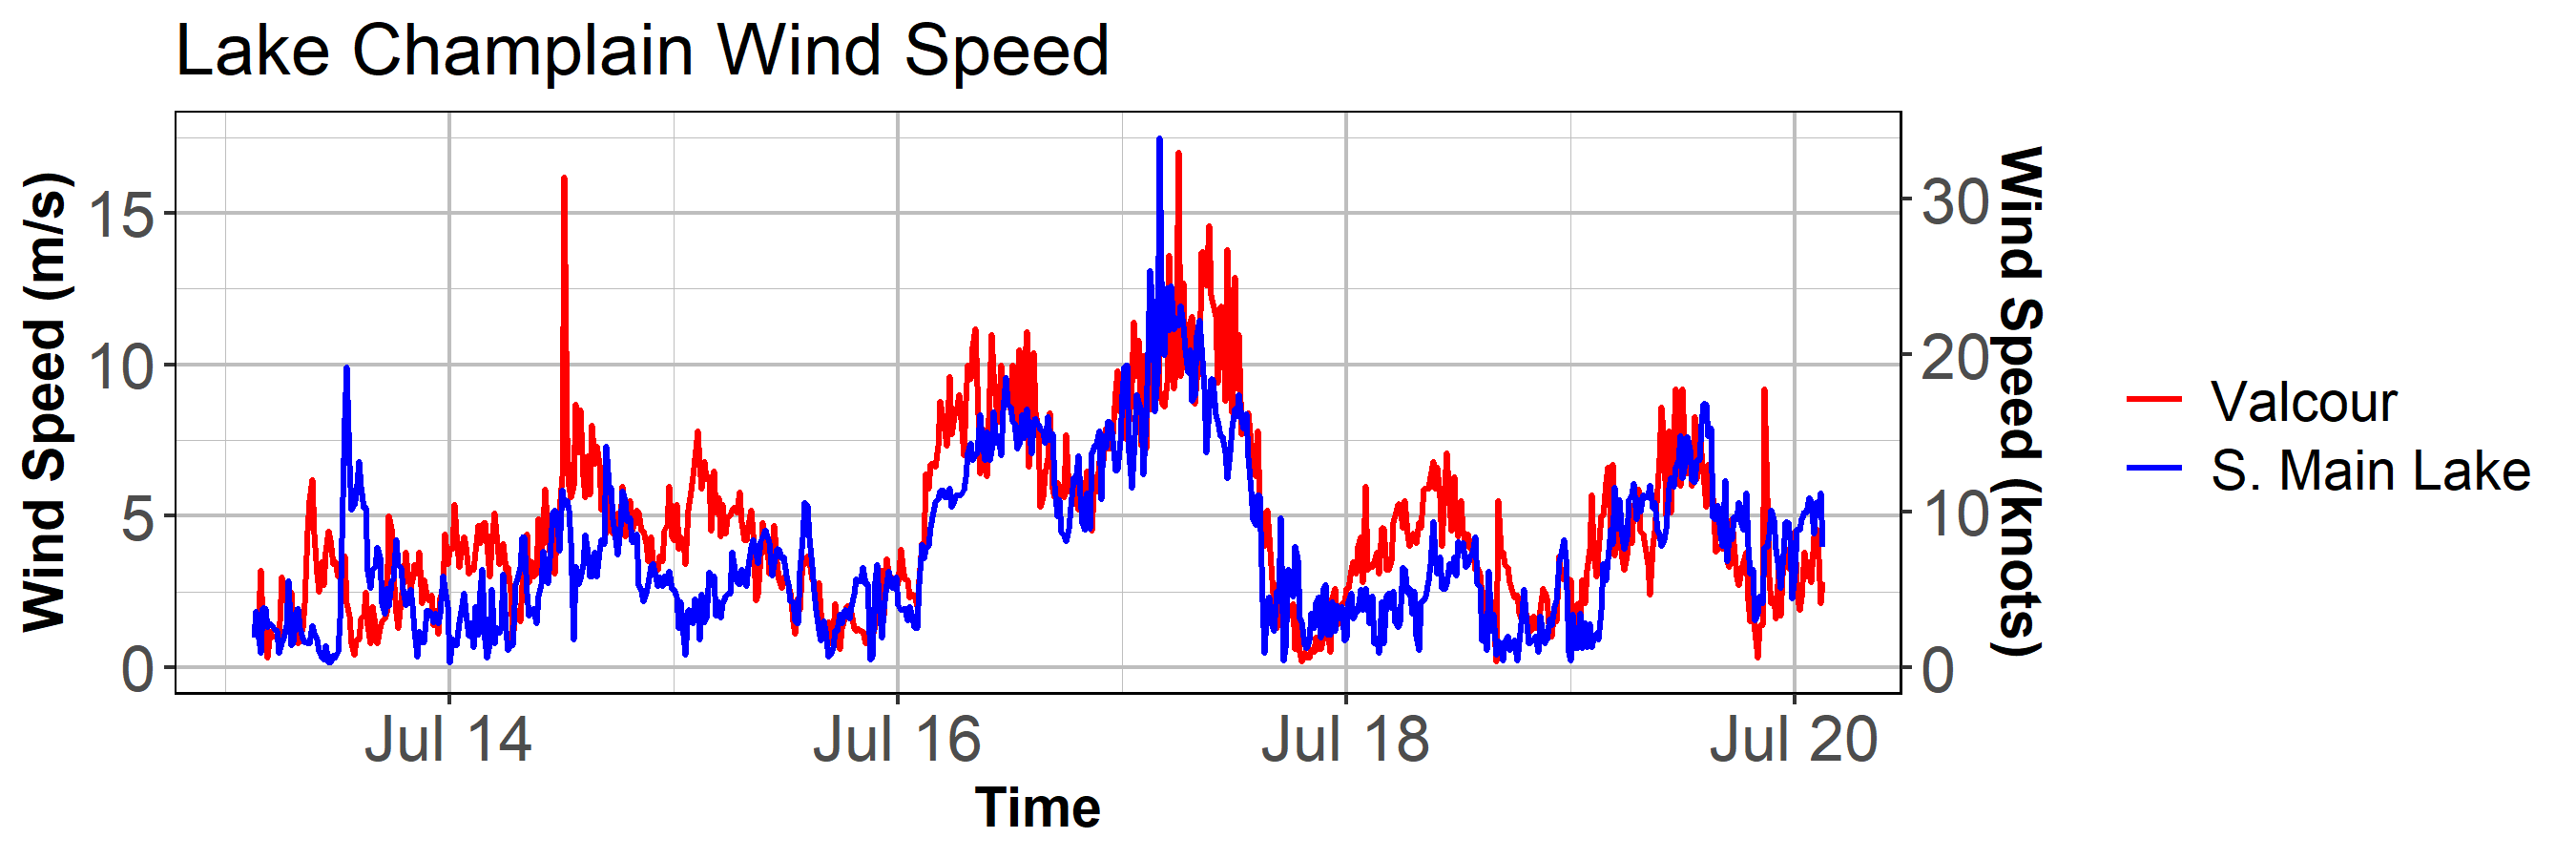 Lake Champlain Wind Speed
Wind Speed (m/s)
15
10
5
0
30
20
10
0
Wind Speed (knots)
Jul 14
Jul 16
Jul 18
Jul 20
Time
Valcour
S. Main Lake